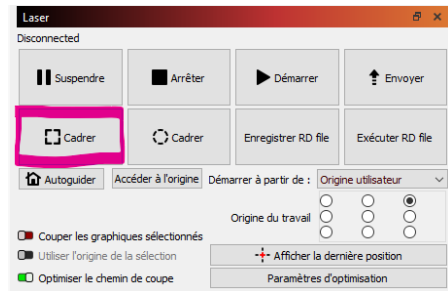 Laser
Disconnected
Suspendre Arrêter Démarrer Envoyer
Cadrer Cadrer Enregistrer RD file Exécuter RD file
Autoguider Accéder à l'origine Démarrer à partir de : Origine utilisateur
Origine du travail
Couper les graphiques sélectionnés
Utiliser l'origine de la sélection Afficher la dernière position
Optimiser le chemin de coupe Paramètres d'optimisation